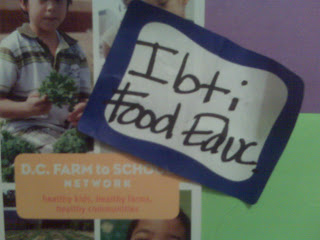 Ibti
Food Educ.
D.C. FARM TO SCHOOL
NETWORK
healthy kids, healthy farms,
healthy communities